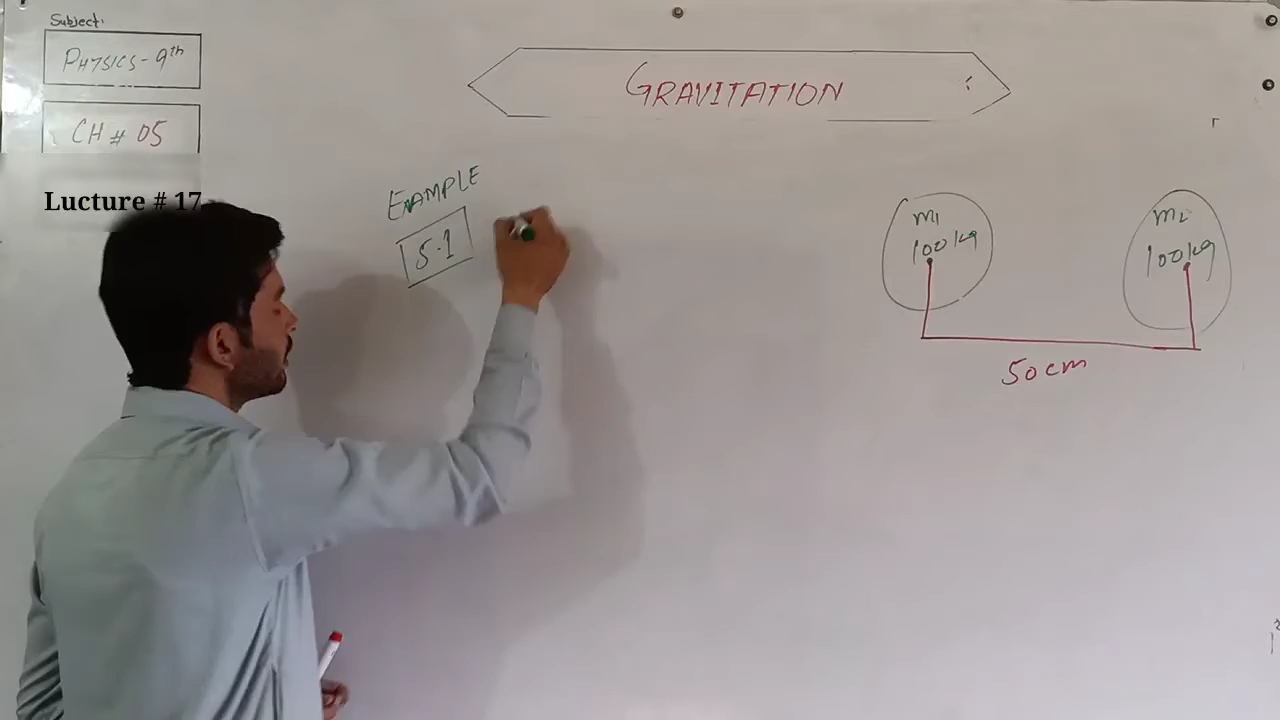 Subject:
PHYSICS-9th
CH # 05
Lucture # 17
GRAVITATION :
EXAMPLE
5.1
m1
100kg
m2
100kg
50cm